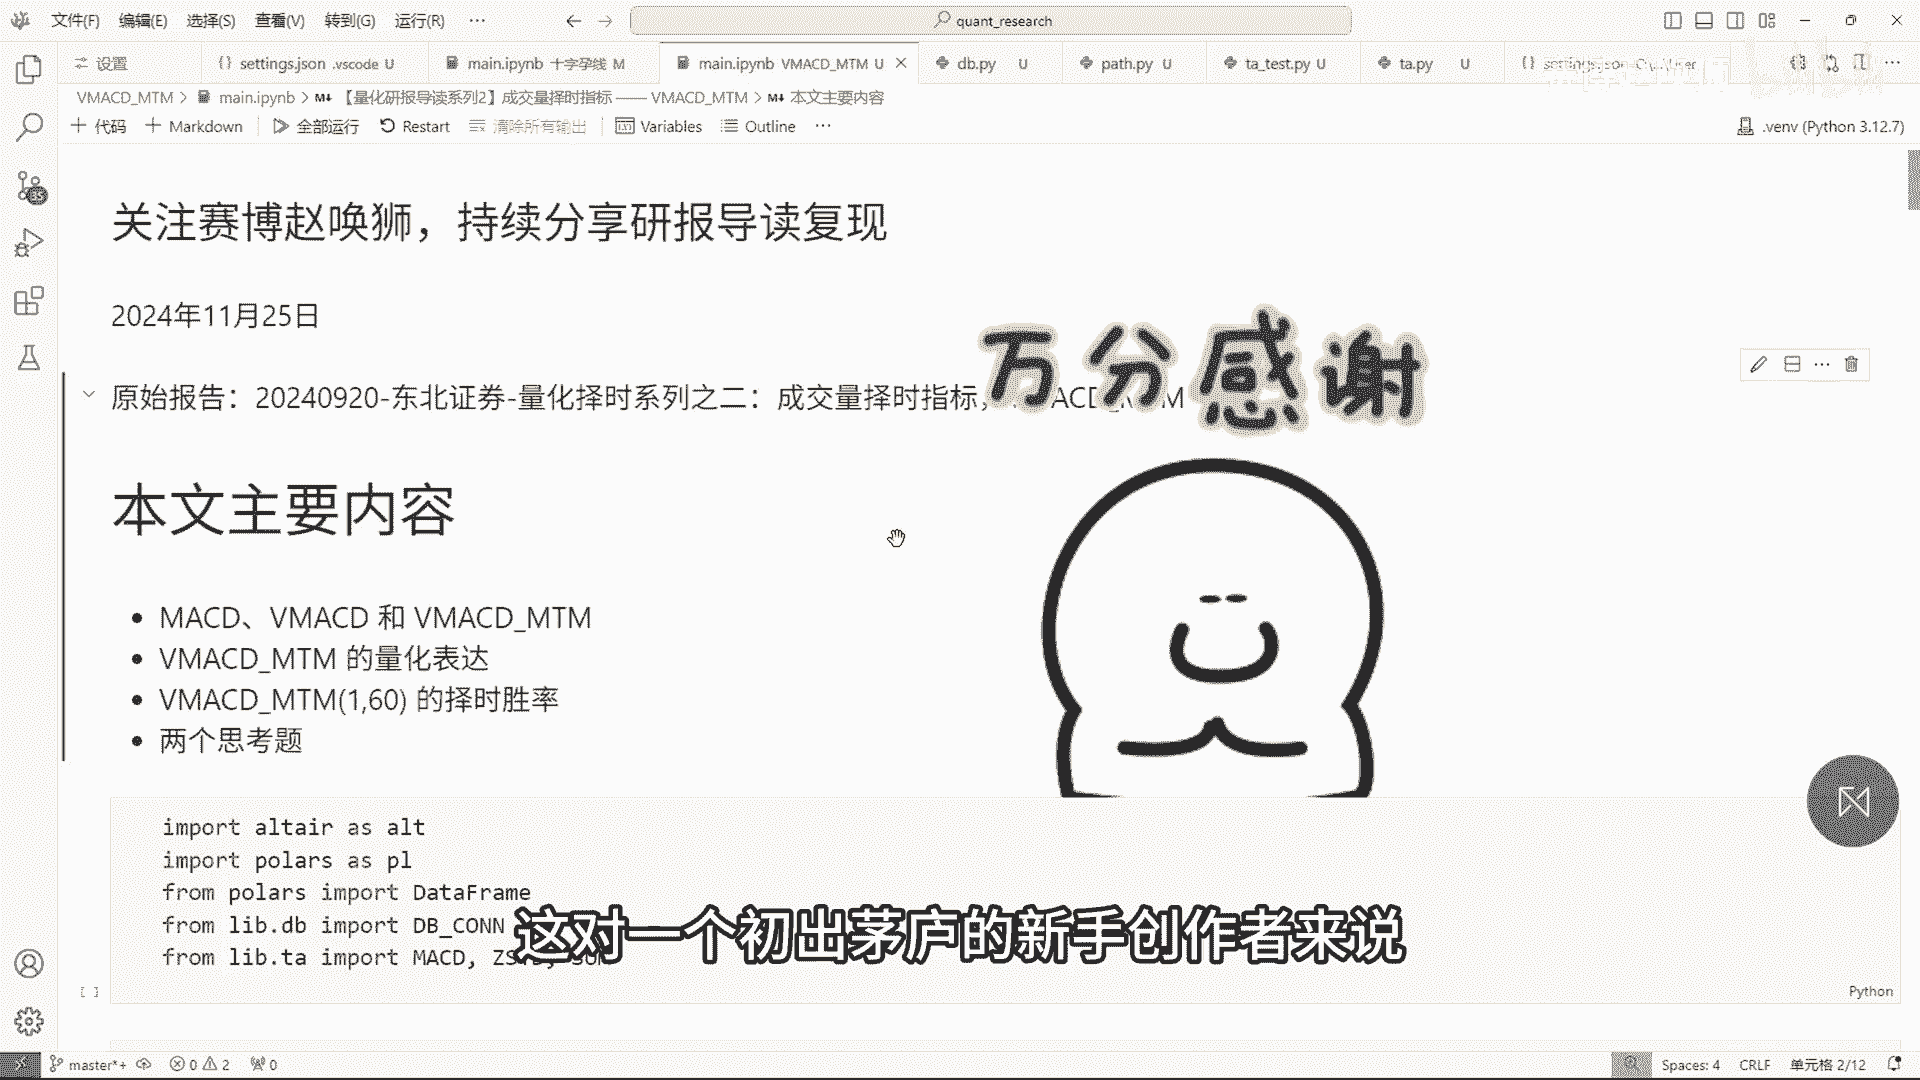 文件(F) 编辑(E) 选择(S) 查看(V) 转到(G) 运行(R) ··· quant_research
设置 settings.json .vscode U main.ipynb 十字孕线 M main.ipynb VMACD_MTM U db.py U path.py U ta_test.py U ta.py U
VMACD_MTM > main.ipynb > M↓ 【量化研报导读系列2】成交量择时指标 —— VMACD_MTM > M↓ 本文主要内容
+ 代码 + Markdown 全部运行 Restart 清除所有输出 Variables Outline ··· .venv (Python 3.12.7)
关注赛博赵唤狮，持续分享研报导读复现
2024年11月25日
万分感谢
原始报告：20240920-东北证券-量化择时系列之二：成交量择时指标，
本文主要内容
• MACD、VMACD 和 VMACD_MTM
• VMACD_MTM 的量化表达
• VMACD_MTM(1,60) 的择时胜率
• 两个思考题
import altair as alt
import polars as pl
from polars import DataFrame
from lib.db import DB_CONN
这对一个初出茅庐的新手创作者来说
from lib.ta import MACD,
[ ] Python
master*+ 0 2 0 Spaces: 4 CRLF 单元格 2/12